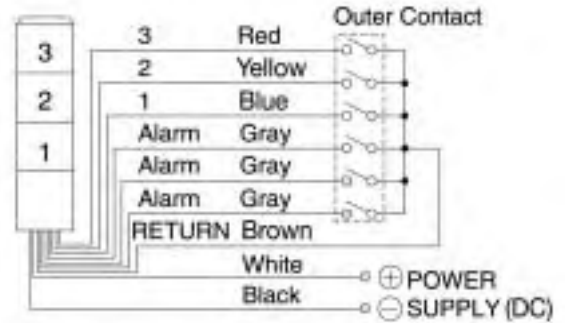 Outer Contact
3 Red
2 Yellow
1 Blue
Alarm Gray
Alarm Gray
Alarm Gray
RETURN Brown
White
Black
3
2
1
⊕ POWER
⊖ SUPPLY (DC)